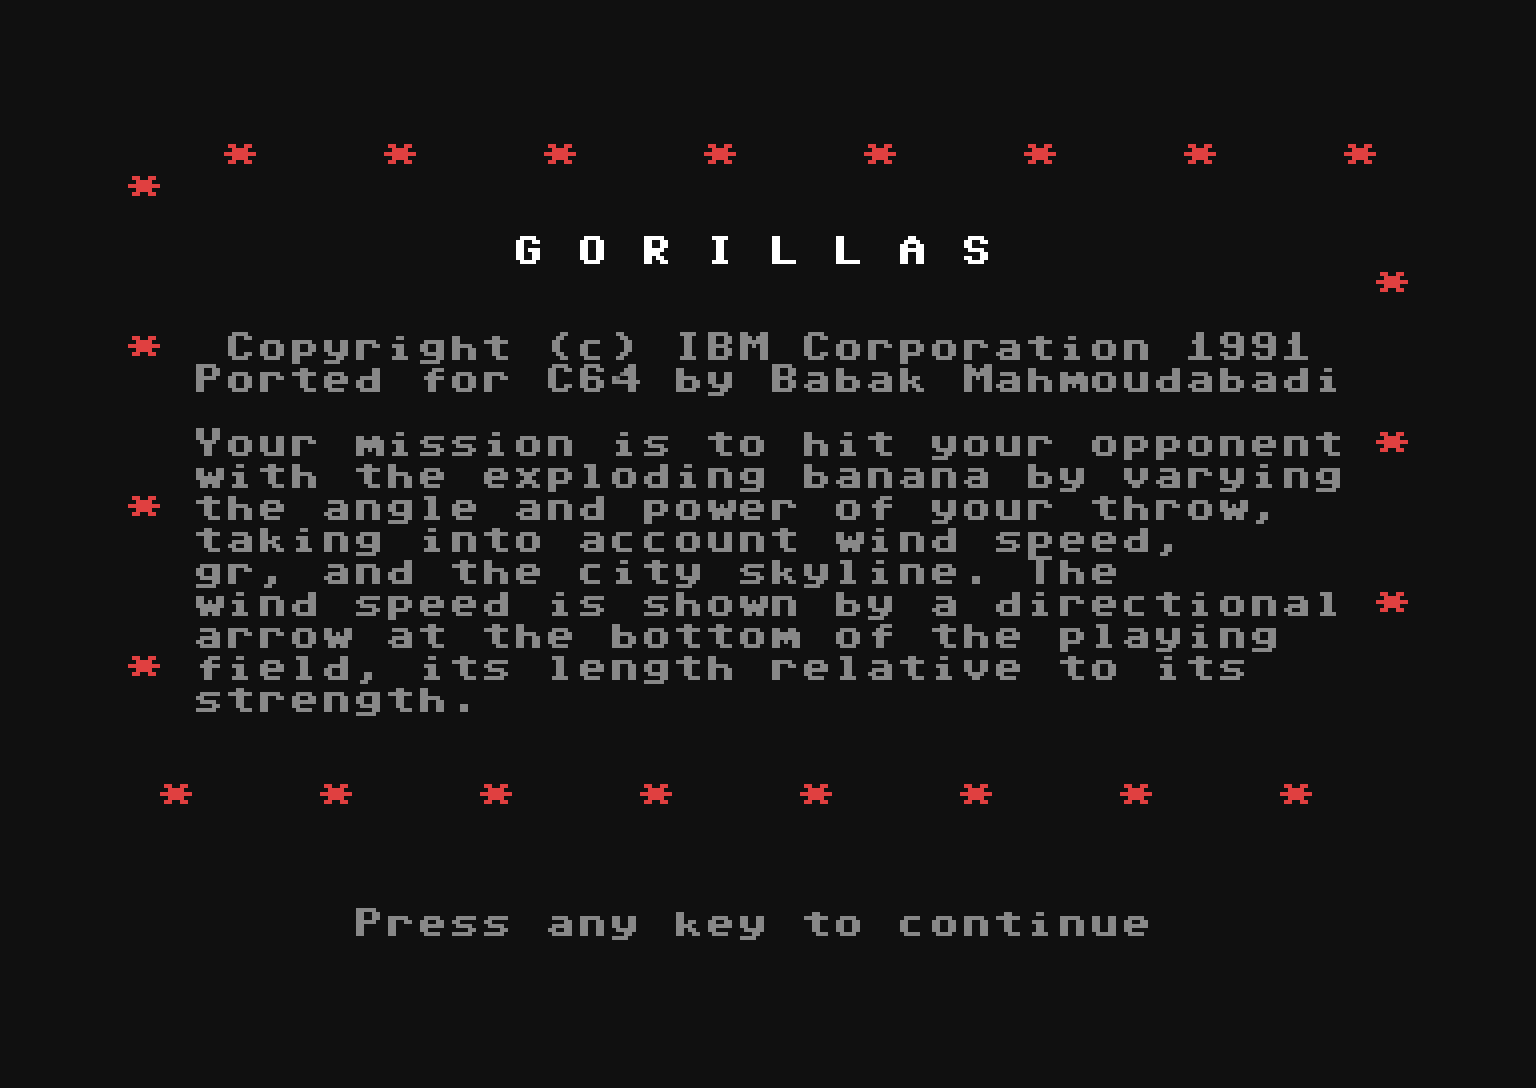 * * * * * * * *
*
G O R I L L A S
*
* Copyright (c) IBM Corporation 1991
Ported for C64 by Babak Mahmoudabadi
Your mission is to hit your opponent *
with the exploding banana by varying
* the angle and power of your throw,
taking into account wind speed,
gr, and the city skyline. The
wind speed is shown by a directional *
arrow at the bottom of the playing
* field, its length relative to its
strength.
* * * * * * * *
Press any key to continue